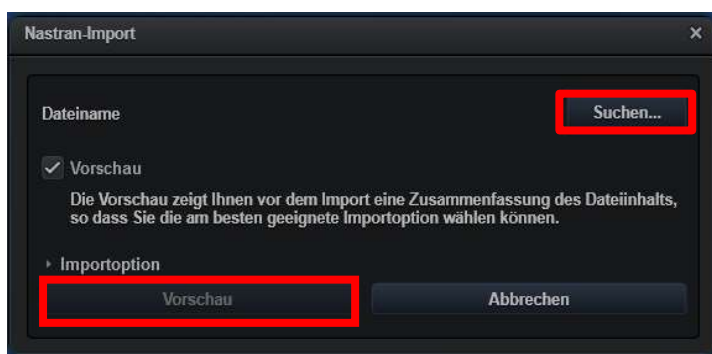 Nastran-Import
Dateiname
Suchen...
Vorschau
Die Vorschau zeigt Ihnen vor dem Import eine Zusammenfassung des Dateiinhalts,
so dass Sie die am besten geeignete Importoption wählen können.
Importoption
Vorschau
Abbrechen